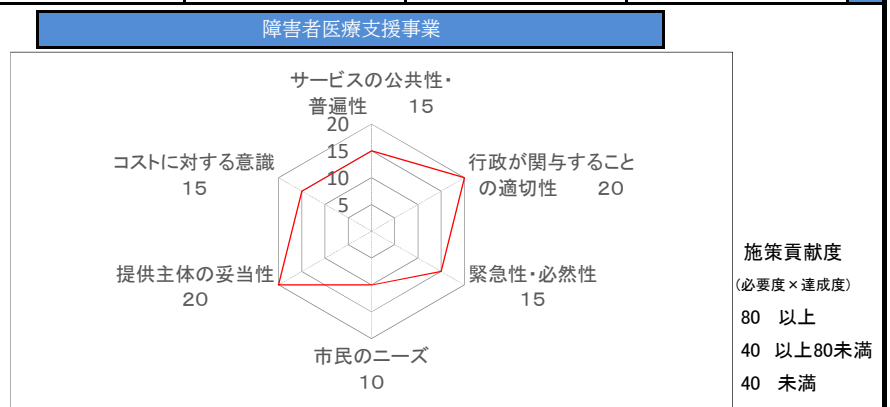 障害者医療支援事業
サービスの公共性・
普遍性　15
20
15
10
5
コストに対する意識
15
行政が関与すること
の適切性　20
提供主体の妥当性
20
緊急性・必然性
15
市民のニーズ
10
施策貢献度
(必要度×達成度)
80　以上
40　以上80未満
40　未満